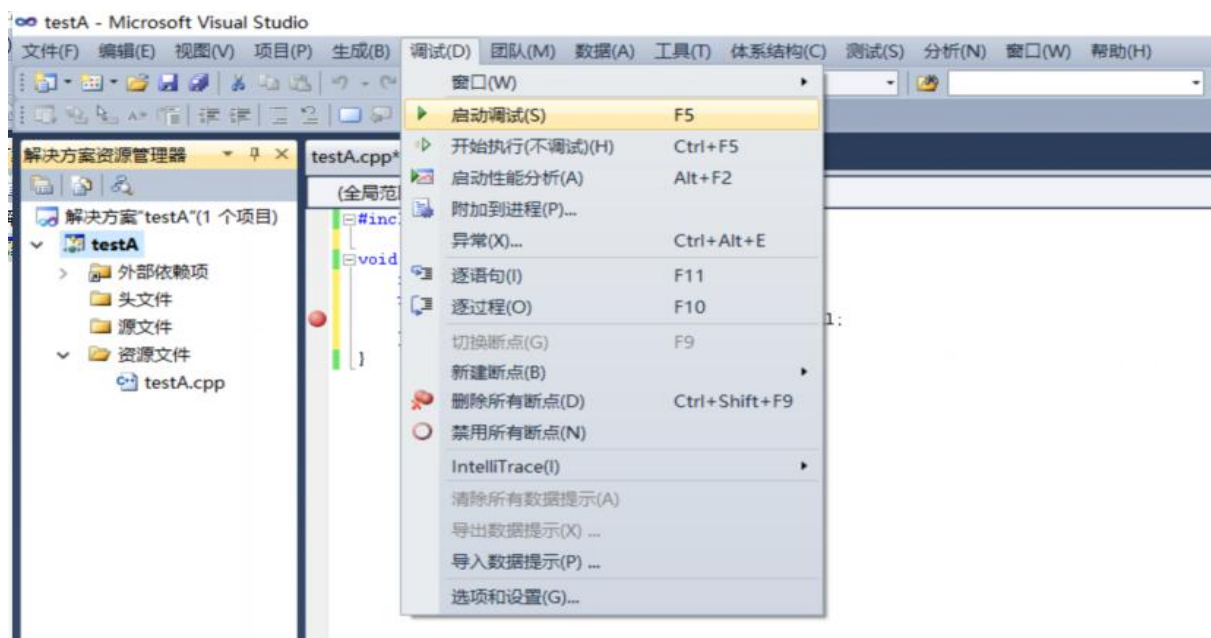 testA - Microsoft Visual Studio
文件(F) 编辑(E) 视图(V) 项目(P) 生成(B) 调试(D) 团队(M) 数据(A) 工具(T) 体系结构(C) 测试(S) 分析(N) 窗口(W) 帮助(H)
窗口(W)
启动调试(S) F5
开始执行(不调试)(H) Ctrl+F5
启动性能分析(A) Alt+F2
附加到进程(P)...
异常(X)... Ctrl+Alt+E
逐语句(I) F11
逐过程(O) F10
切换断点(G) F9
新建断点(B)
删除所有断点(D) Ctrl+Shift+F9
禁用所有断点(N)
IntelliTrace(I)
清除所有数据提示(A)
导出数据提示(X) ...
导入数据提示(P) ...
选项和设置(G)...
解决方案资源管理器
解决方案"testA"(1 个项目)
testA
外部依赖项
头文件
源文件
资源文件
testA.cpp
testA.cpp*
(全局范
#inc
void
1;
}